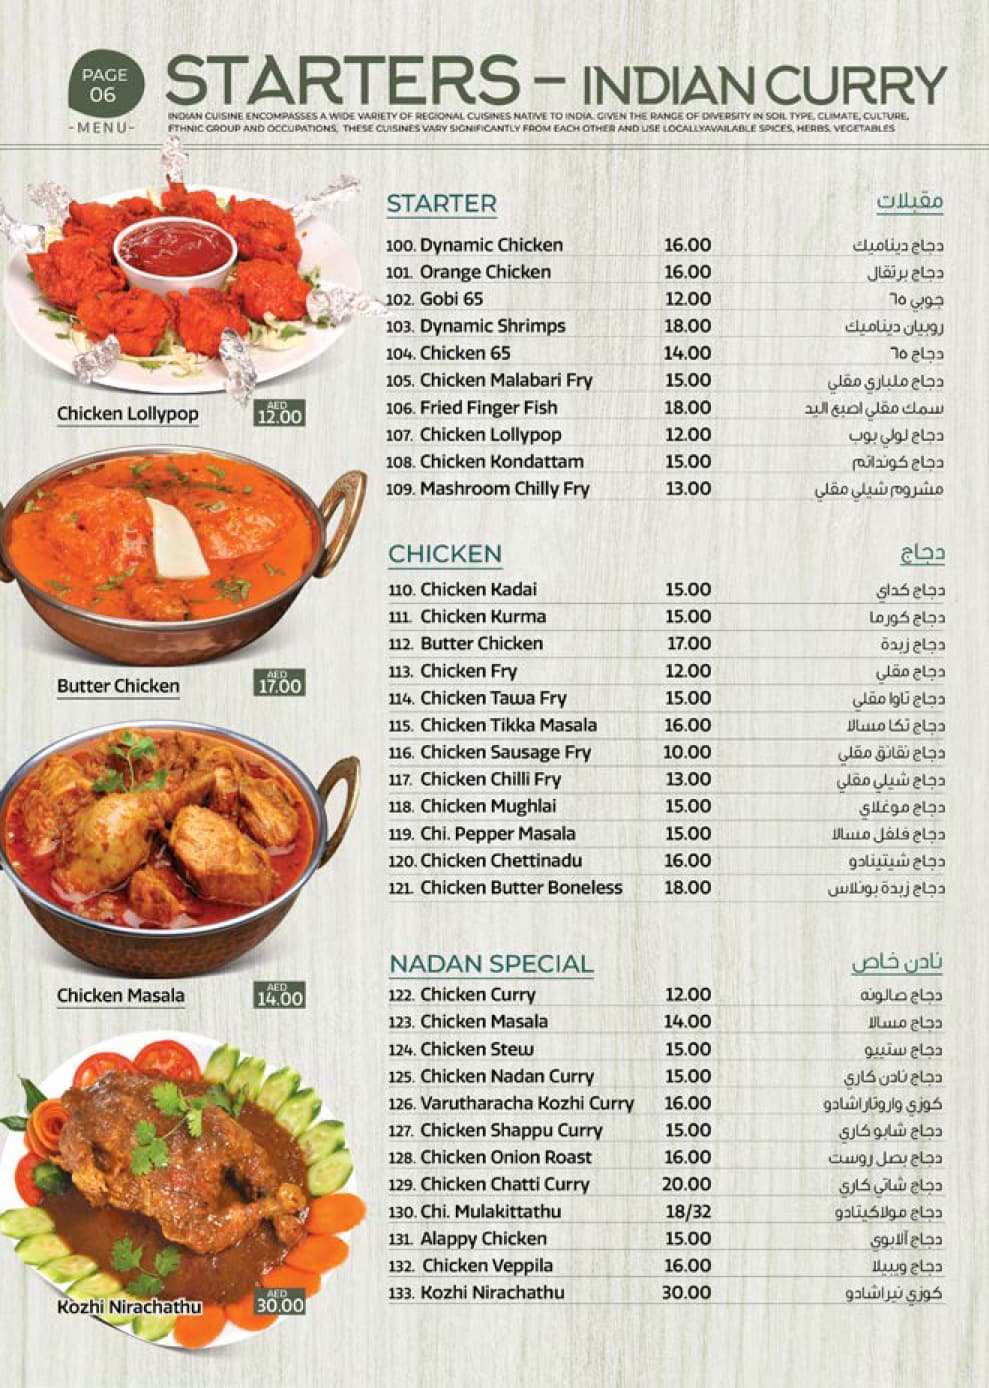 PAGE
06
-MENU-
STARTERS - INDIAN CURRY
INDIAN CUISINE ENCOMPASSES A WIDE VARIETY OF REGIONAL CUISINES NATIVE TO INDIA. GIVEN THE RANGE OF DIVERSITY IN SOIL TYPE, CLIMATE, CULTURE,
ETHNIC GROUP AND OCCUPATIONS, THESE CUISINES VARY SIGNIFICANTLY FROM EACH OTHER AND USE LOCALLYAVAILABLE SPICES, HERBS, VEGETABLES
Chicken Lollypop AED 12.00
Butter Chicken AED 17.00
Chicken Masala AED 14.00
Kozhi Nirachathu AED 30.00
STARTER مقبلات
100. Dynamic Chicken 16.00 دجاج ديناميك
101. Orange Chicken 16.00 دجاج برتقال
102. Gobi 65 12.00 جوبي ٦٥
103. Dynamic Shrimps 18.00 روبيان ديناميك
104. Chicken 65 14.00 دجاج ٦٥
105. Chicken Malabari Fry 15.00 دجاج ملباري مقلي
106. Fried Finger Fish 18.00 سمك مقلي اصبع اليد
107. Chicken Lollypop 12.00 دجاج لولي بوب
108. Chicken Kondattam 15.00 دجاج كونداتم
109. Mashroom Chilly Fry 13.00 مشروم شيلي مقلي
CHICKEN دجاج
110. Chicken Kadai 15.00 دجاج كداي
111. Chicken Kurma 15.00 دجاج كورما
112. Butter Chicken 17.00 دجاج زبدة
113. Chicken Fry 12.00 دجاج مقلي
114. Chicken Tawa Fry 15.00 دجاج تاوا مقلي
115. Chicken Tikka Masala 16.00 دجاج تكا مسالا
116. Chicken Sausage Fry 10.00 دجاج نقانق مقلي
117. Chicken Chilli Fry 13.00 دجاج شيلي مقلي
118. Chicken Mughlai 15.00 دجاج موغلاي
119. Chi. Pepper Masala 15.00 دجاج فلفل مسالا
120. Chicken Chettinadu 16.00 دجاج شيتينادو
121. Chicken Butter Boneless 18.00 دجاج زبدة بونلاس
NADAN SPECIAL نادن خاص
122. Chicken Curry 12.00 دجاج صالونه
123. Chicken Masala 14.00 دجاج مسالا
124. Chicken Stew 15.00 دجاج ستييو
125. Chicken Nadan Curry 15.00 دجاج نادن كاري
126. Varutharacha Kozhi Curry 16.00 كوزي واروتاراشادو
127. Chicken Shappu Curry 15.00 دجاج شابو كاري
128. Chicken Onion Roast 16.00 دجاج بصل روست
129. Chicken Chatti Curry 20.00 دجاج شاتي كاري
130. Chi. Mulakittathu 18/32 دجاج مولاكيتادو
131. Alappy Chicken 15.00 دجاج آلابوي
132. Chicken Veppila 16.00 دجاج ويبيلا
133. Kozhi Nirachathu 30.00 كوزي نيراشادو